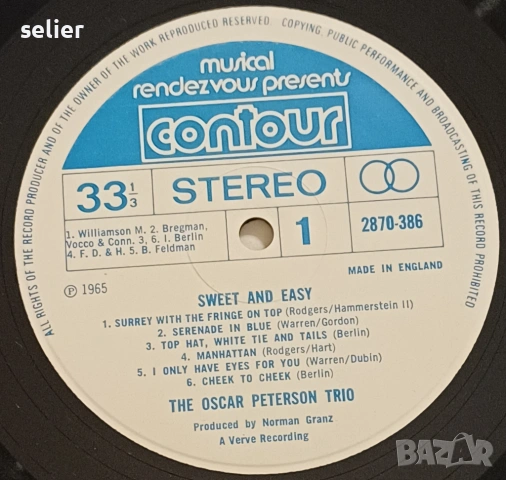 selier
ALL RIGHTS OF THE RECORD PRODUCER AND OF THE OWNER OF THE WORK REPRODUCED RESERVED. COPYING, PUBLIC PERFORMANCE AND BROADCASTING OF THIS RECORD PROHIBITED
musical
rendezvous presents
contour
33 1/3 STEREO
1. Williamson M. 2. Bregman,
Vocco & Conn. 3, 6. I. Berlin
4. F. D. & H. 5. B. Feldman
1
2870-386
MADE IN ENGLAND
Ⓟ 1965
SWEET AND EASY
1. SURREY WITH THE FRINGE ON TOP (Rodgers/Hammerstein II)
2. SERENADE IN BLUE (Warren/Gordon)
3. TOP HAT, WHITE TIE AND TAILS (Berlin)
4. MANHATTAN (Rodgers/Hart)
5. I ONLY HAVE EYES FOR YOU (Warren/Dubin)
6. CHEEK TO CHEEK (Berlin)
THE OSCAR PETERSON TRIO
Produced by Norman Granz
A Verve Recording
BAZAR